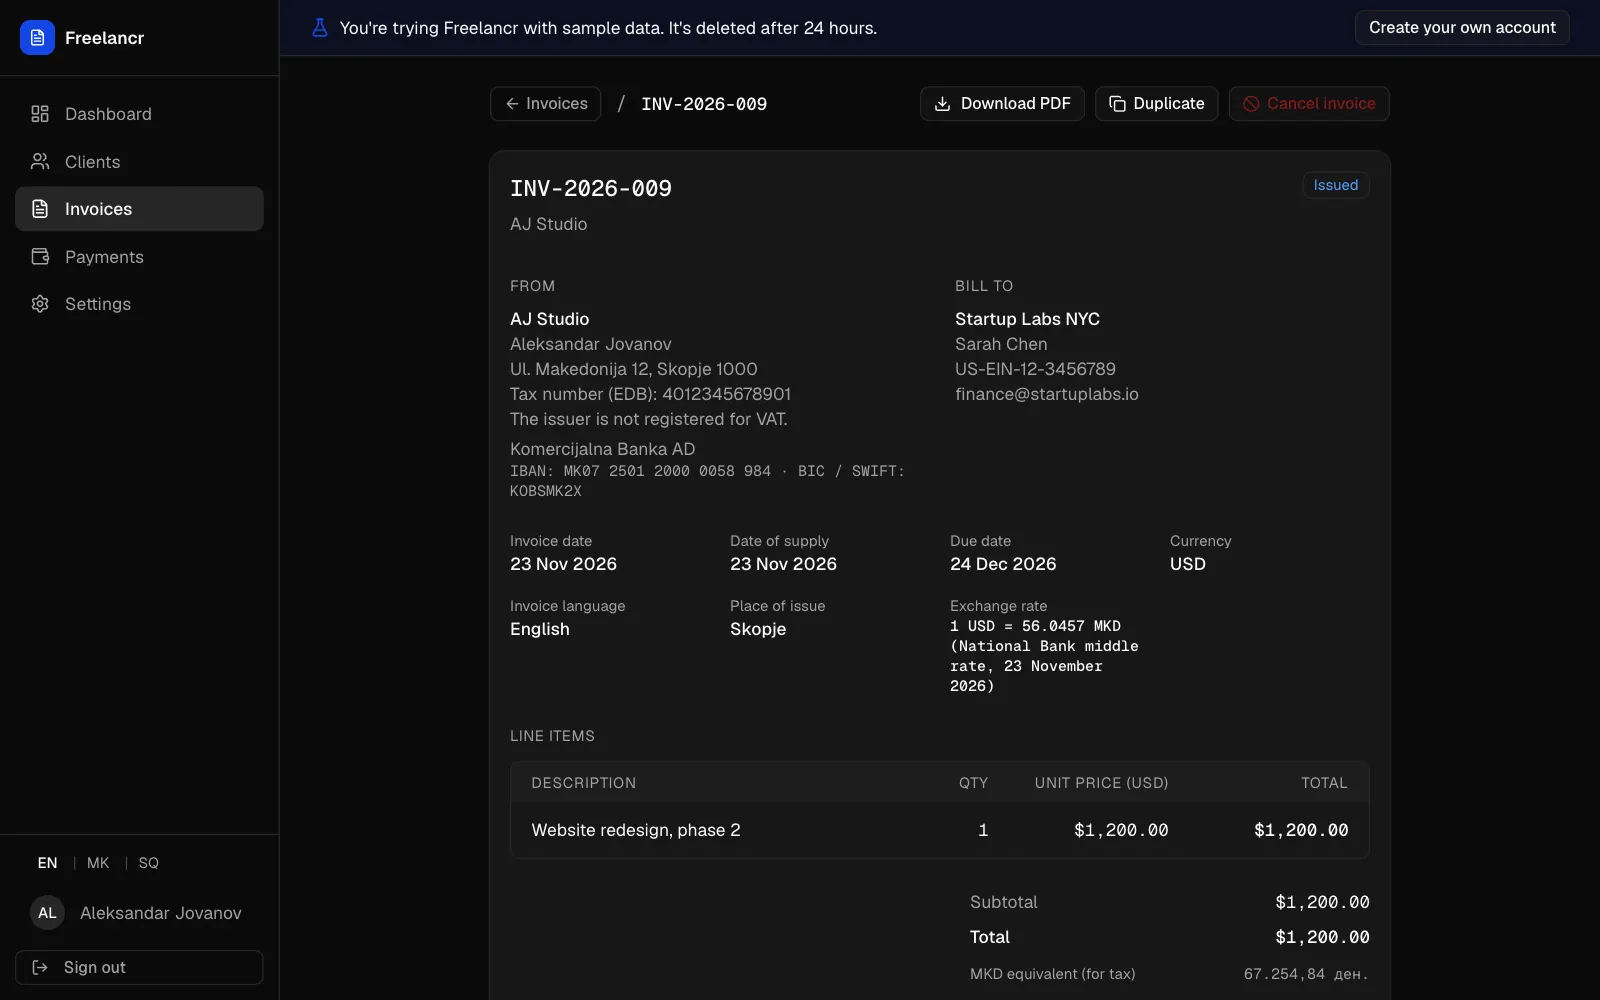 Freelancr
You're trying Freelancr with sample data. It's deleted after 24 hours.
Create your own account
Dashboard
Clients
Invoices
Payments
Settings
EN | MK | SQ
AL
Aleksandar Jovanov
Sign out
Invoices / INV-2026-009
Download PDF
Duplicate
Cancel invoice
INV-2026-009
Issued
AJ Studio
FROM
AJ Studio
Aleksandar Jovanov
Ul. Makedonija 12, Skopje 1000
Tax number (EDB): 4012345678901
The issuer is not registered for VAT.
Komercijalna Banka AD
IBAN: MK07 2501 2000 0058 984 · BIC / SWIFT:
KOBSMK2X
BILL TO
Startup Labs NYC
Sarah Chen
US-EIN-12-3456789
finance@startuplabs.io
Invoice date
23 Nov 2026
Date of supply
23 Nov 2026
Due date
24 Dec 2026
Currency
USD
Invoice language
English
Place of issue
Skopje
Exchange rate
1 USD = 56.0457 MKD
(National Bank middle
rate, 23 November
2026)
LINE ITEMS
DESCRIPTION QTY UNIT PRICE (USD) TOTAL
Website redesign, phase 2 1 $1,200.00 $1,200.00
Subtotal $1,200.00
Total $1,200.00
MKD equivalent (for tax) 67.254,84 ден.